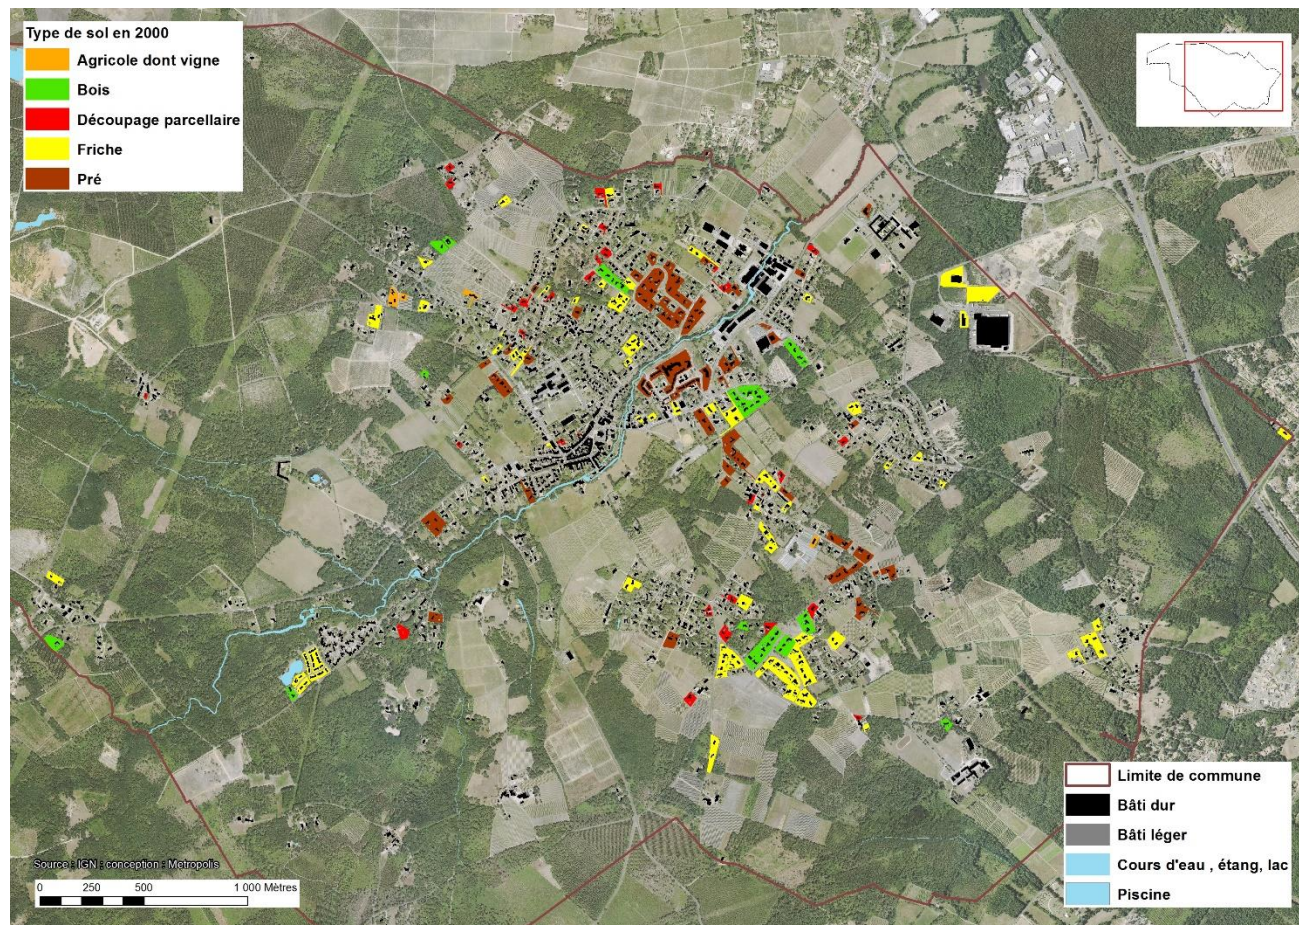 Type de sol en 2000
Agricole dont vigne
Bois
Découpage parcellaire
Friche
Pré
Limite de commune
Bâti dur
Bâti léger
Cours d'eau , étang, lac
Piscine
Source : IGN : conception : Metropolis
0 250 500 1 000 Mètres